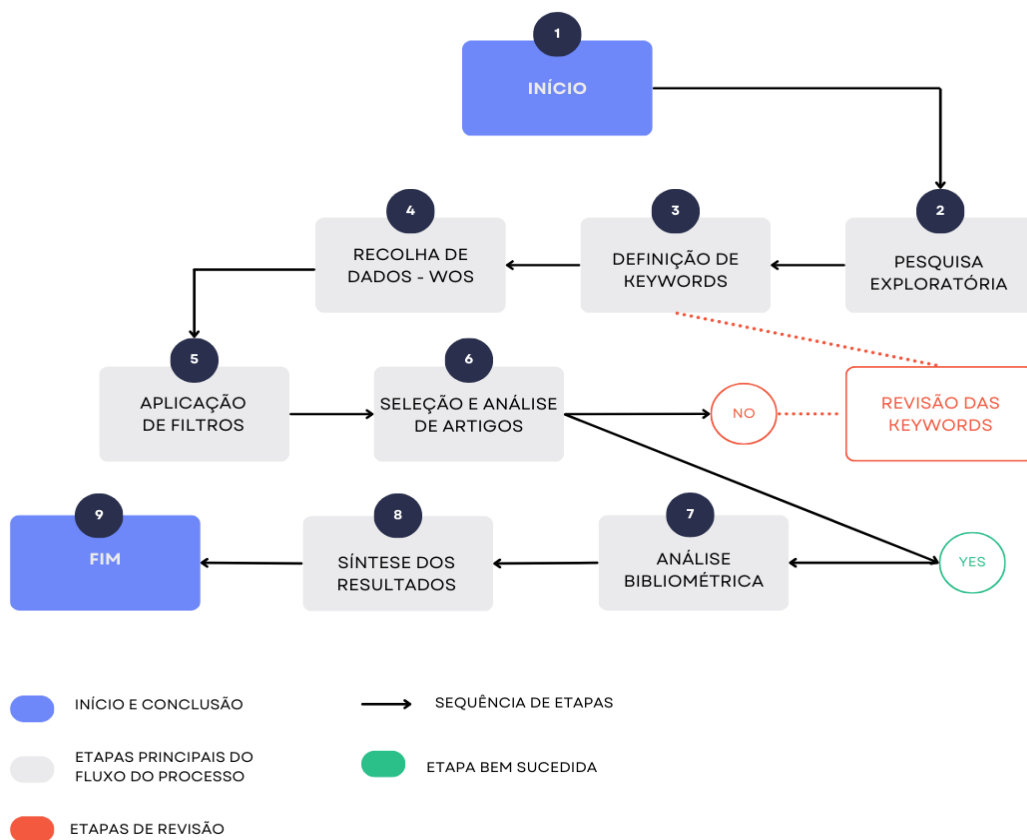 1
INÍCIO
2
PESQUISA
EXPLORATÓRIA
3
DEFINIÇÃO DE
KEYWORDS
4
RECOLHA DE
DADOS - WOS
5
APLICAÇÃO
DE FILTROS
6
SELEÇÃO E ANÁLISE
DE ARTIGOS
NO
REVISÃO DAS
KEYWORDS
YES
7
ANÁLISE
BIBLIOMÉTRICA
8
SÍNTESE DOS
RESULTADOS
9
FIM
INÍCIO E CONCLUSÃO
ETAPAS PRINCIPAIS DO
FLUXO DO PROCESSO
ETAPAS DE REVISÃO
SEQUÊNCIA DE ETAPAS
ETAPA BEM SUCEDIDA